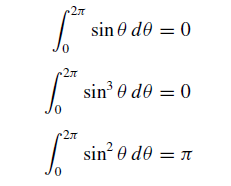 ∫₀^{2π} sin θ dθ = 0
∫₀^{2π} sin³ θ dθ = 0
∫₀^{2π} sin² θ dθ = π